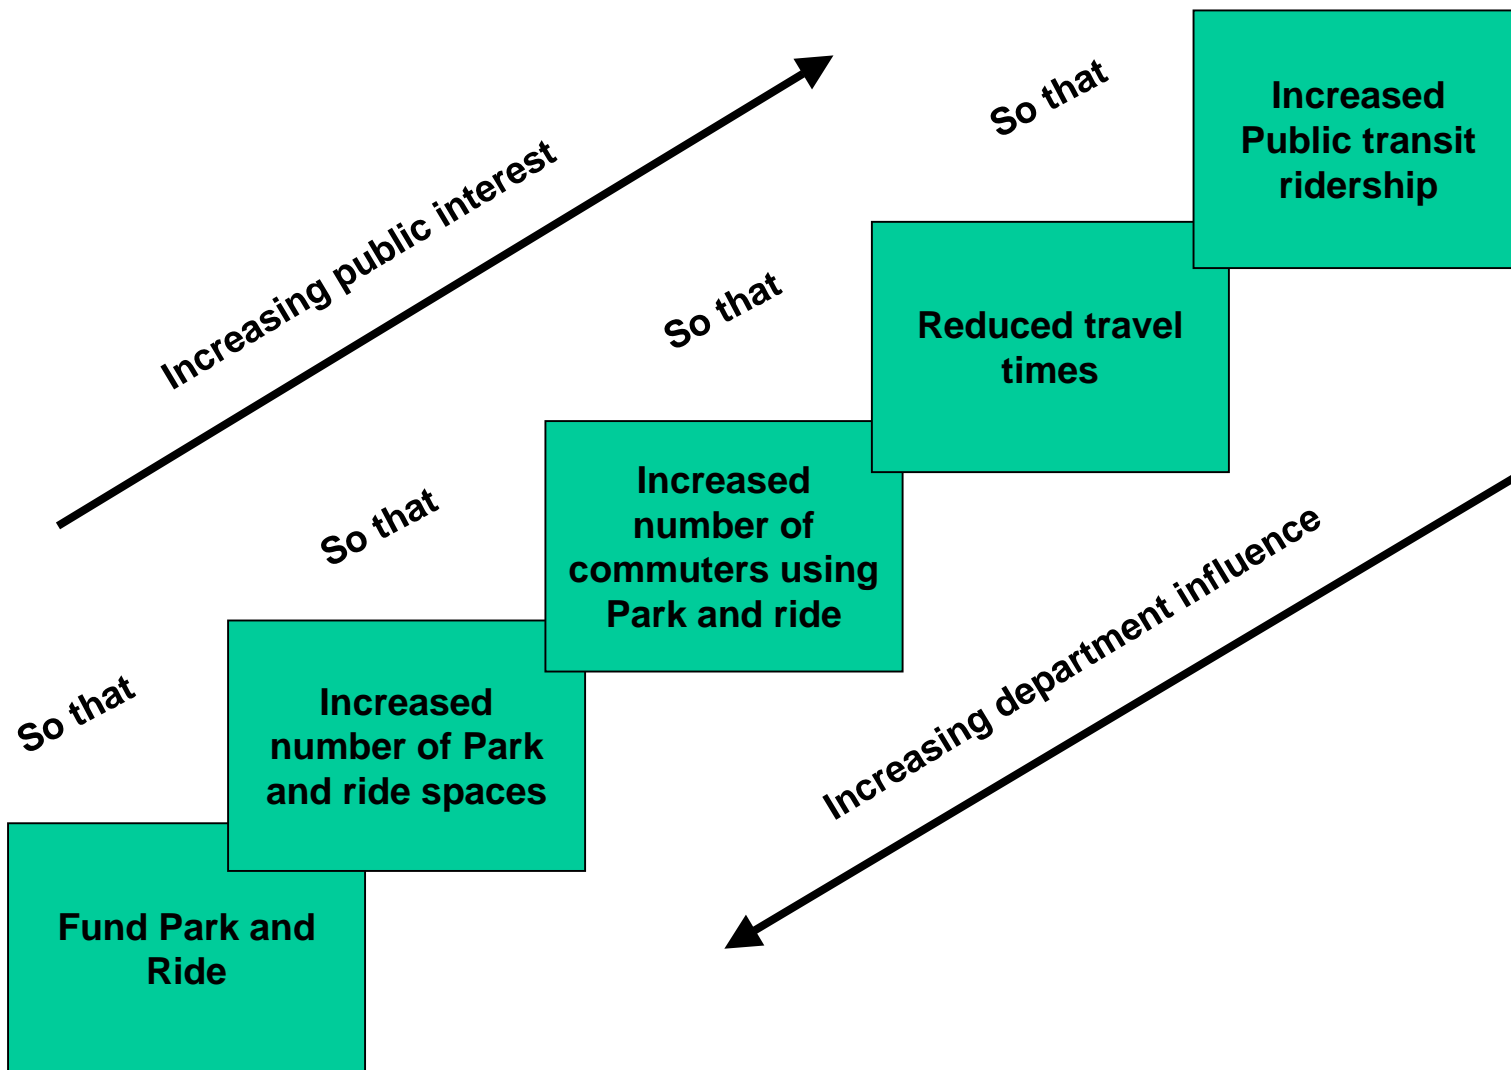 Increased
Public transit
ridership
So that
Increasing public interest
So that
Reduced travel
times
So that
Increased
number of
commuters using
Park and ride
Increasing department influence
So that
Increased
number of Park
and ride spaces
Fund Park and
Ride